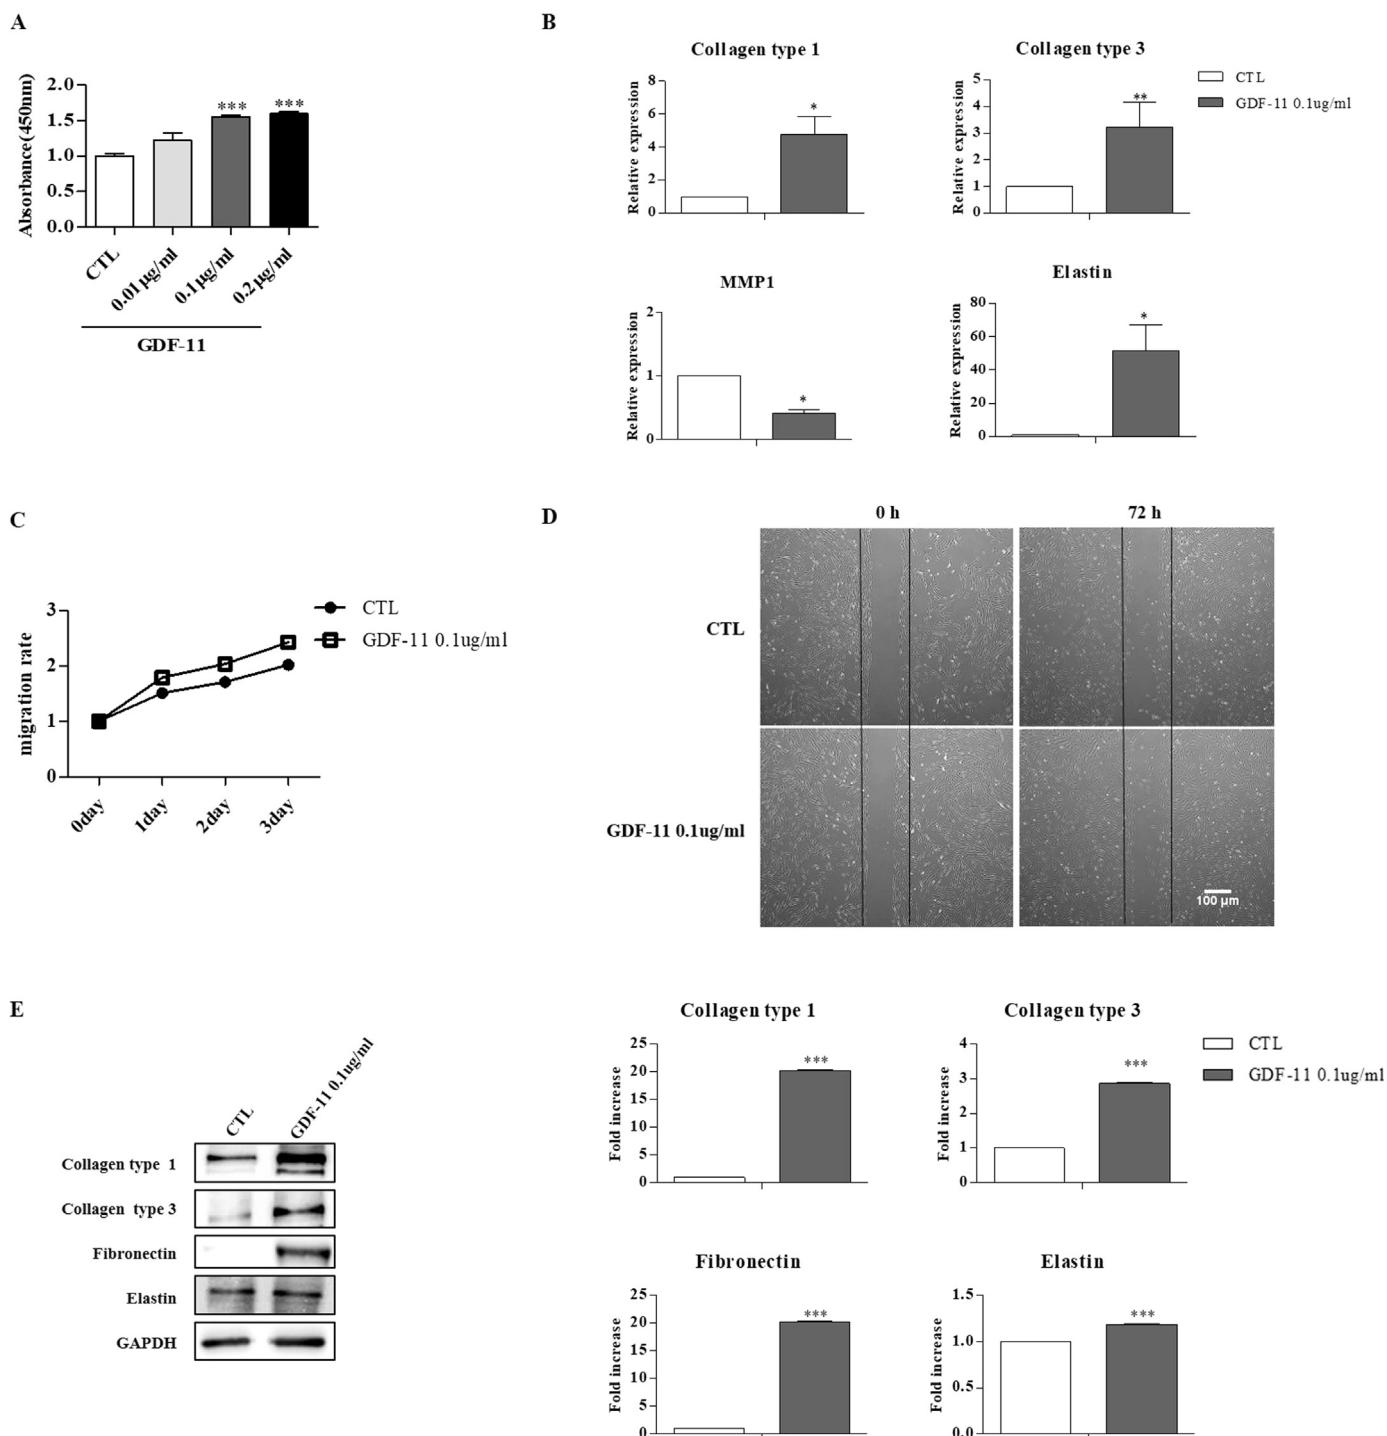 A
Absorbance(450nm)
2.0
1.5
1.0
0.5
0.0
***
***
CTL
0.01µg/ml
0.1µg/ml
0.2µg/ml
GDF-11
B
Collagen type 1
Relative expression
8
6
4
2
0
*
Collagen type 3
Relative expression
5
4
3
2
1
0
**
CTL
GDF-11 0.1ug/ml
MMP1
Relative expression
2
1
0
*
Elastin
Relative expression
80
60
40
20
0
*
C
migration rate
3
2
1
0
0day
1day
2day
3day
CTL
GDF-11 0.1ug/ml
D
0 h
72 h
CTL
GDF-11 0.1ug/ml
100 µm
E
CTL
GDF-11 0.1ug/ml
Collagen type 1
Collagen type 3
Fibronectin
Elastin
GAPDH
Collagen type 1
Fold increase
25
20
15
10
5
0
***
Collagen type 3
Fold increase
4
3
2
1
0
***
CTL
GDF-11 0.1ug/ml
Fibronectin
Fold increase
25
20
15
10
5
0
***
Elastin
Fold increase
1.5
1.0
0.5
0.0
***